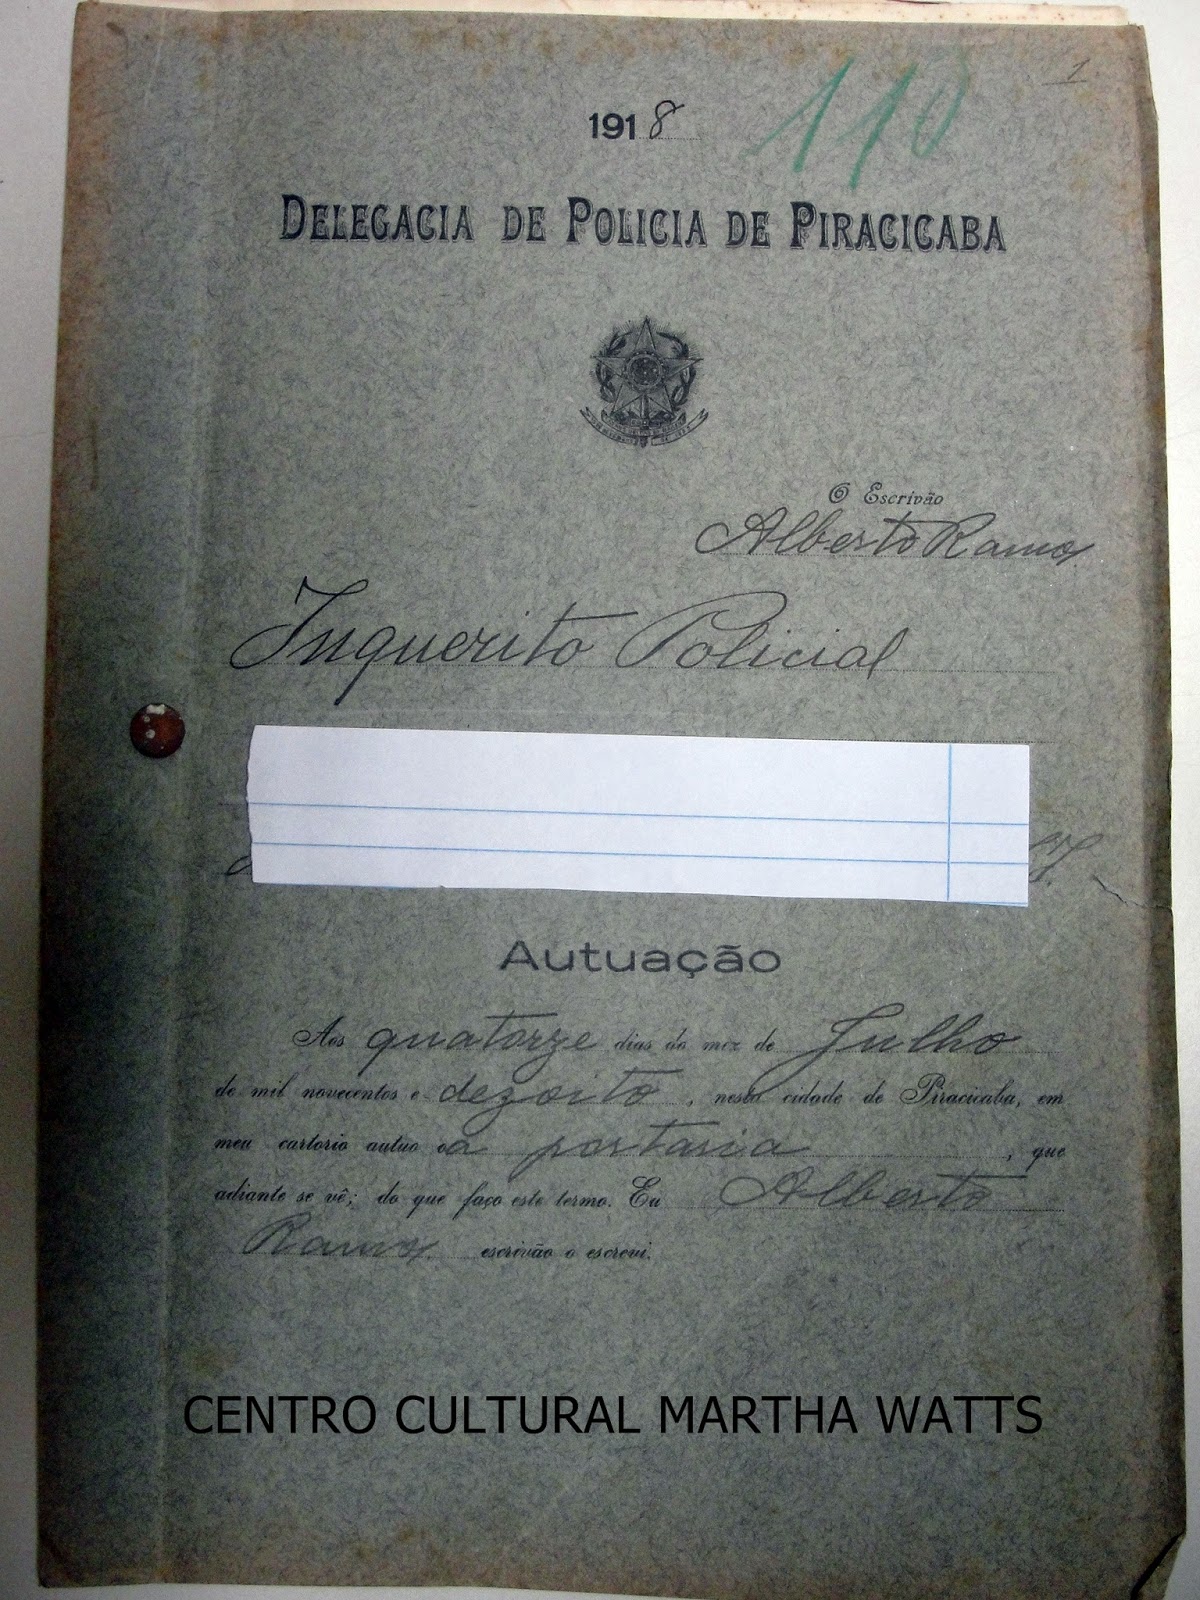 1
110
1918
DELEGACIA DE POLICIA DE PIRACICABA
O Escrivão
Alberto Ramos
Inquerito Policial
Autuação
Aos quatorze dias do mez de Julho
de mil novecentos e dezoito, nesta cidade de Piracicaba, em
meu cartorio autuo a portaria, que
adiante se vê; do que faço este termo. Eu Alberto
Ramos escrivão o escrevi.
CENTRO CULTURAL MARTHA WATTS